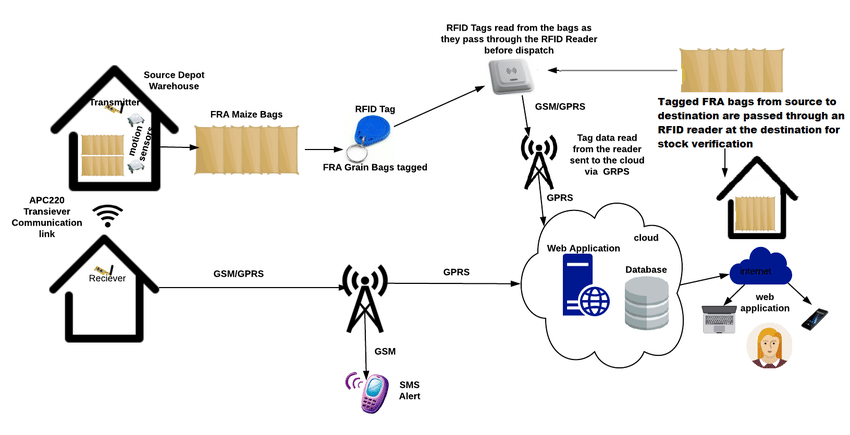 RFID Tags read from the bags as
they pass through the RFID Reader
before dispatch
Source Depot
Warehouse
Transmitter
motion
sensors
FRA Maize Bags
RFID Tag
FRA Grain Bags tagged
GSM/GPRS
Tagged FRA bags from source to
destination are passed through an
RFID reader at the destination for
stock verification
Tag data read
from the reader
sent to the cloud
via GRPS
GPRS
APC220
Transiever
Communication
link
Reciever
GSM/GPRS
GPRS
cloud
Web Application
Database
Internet
web
application
GSM
SMS
Alert